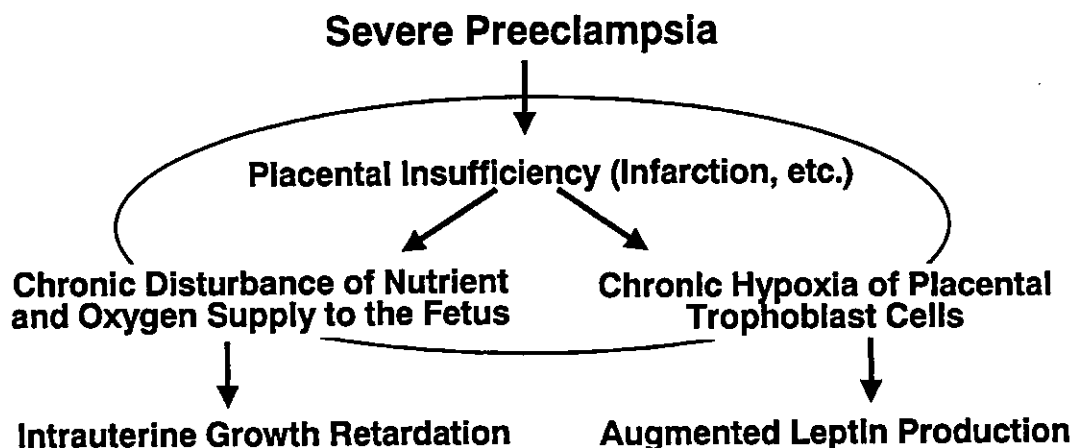 Severe Preeclampsia
Placental Insufficiency (Infarction, etc.)
Chronic Disturbance of Nutrient
and Oxygen Supply to the Fetus
Chronic Hypoxia of Placental
Trophoblast Cells
Intrauterine Growth Retardation
Augmented Leptin Production